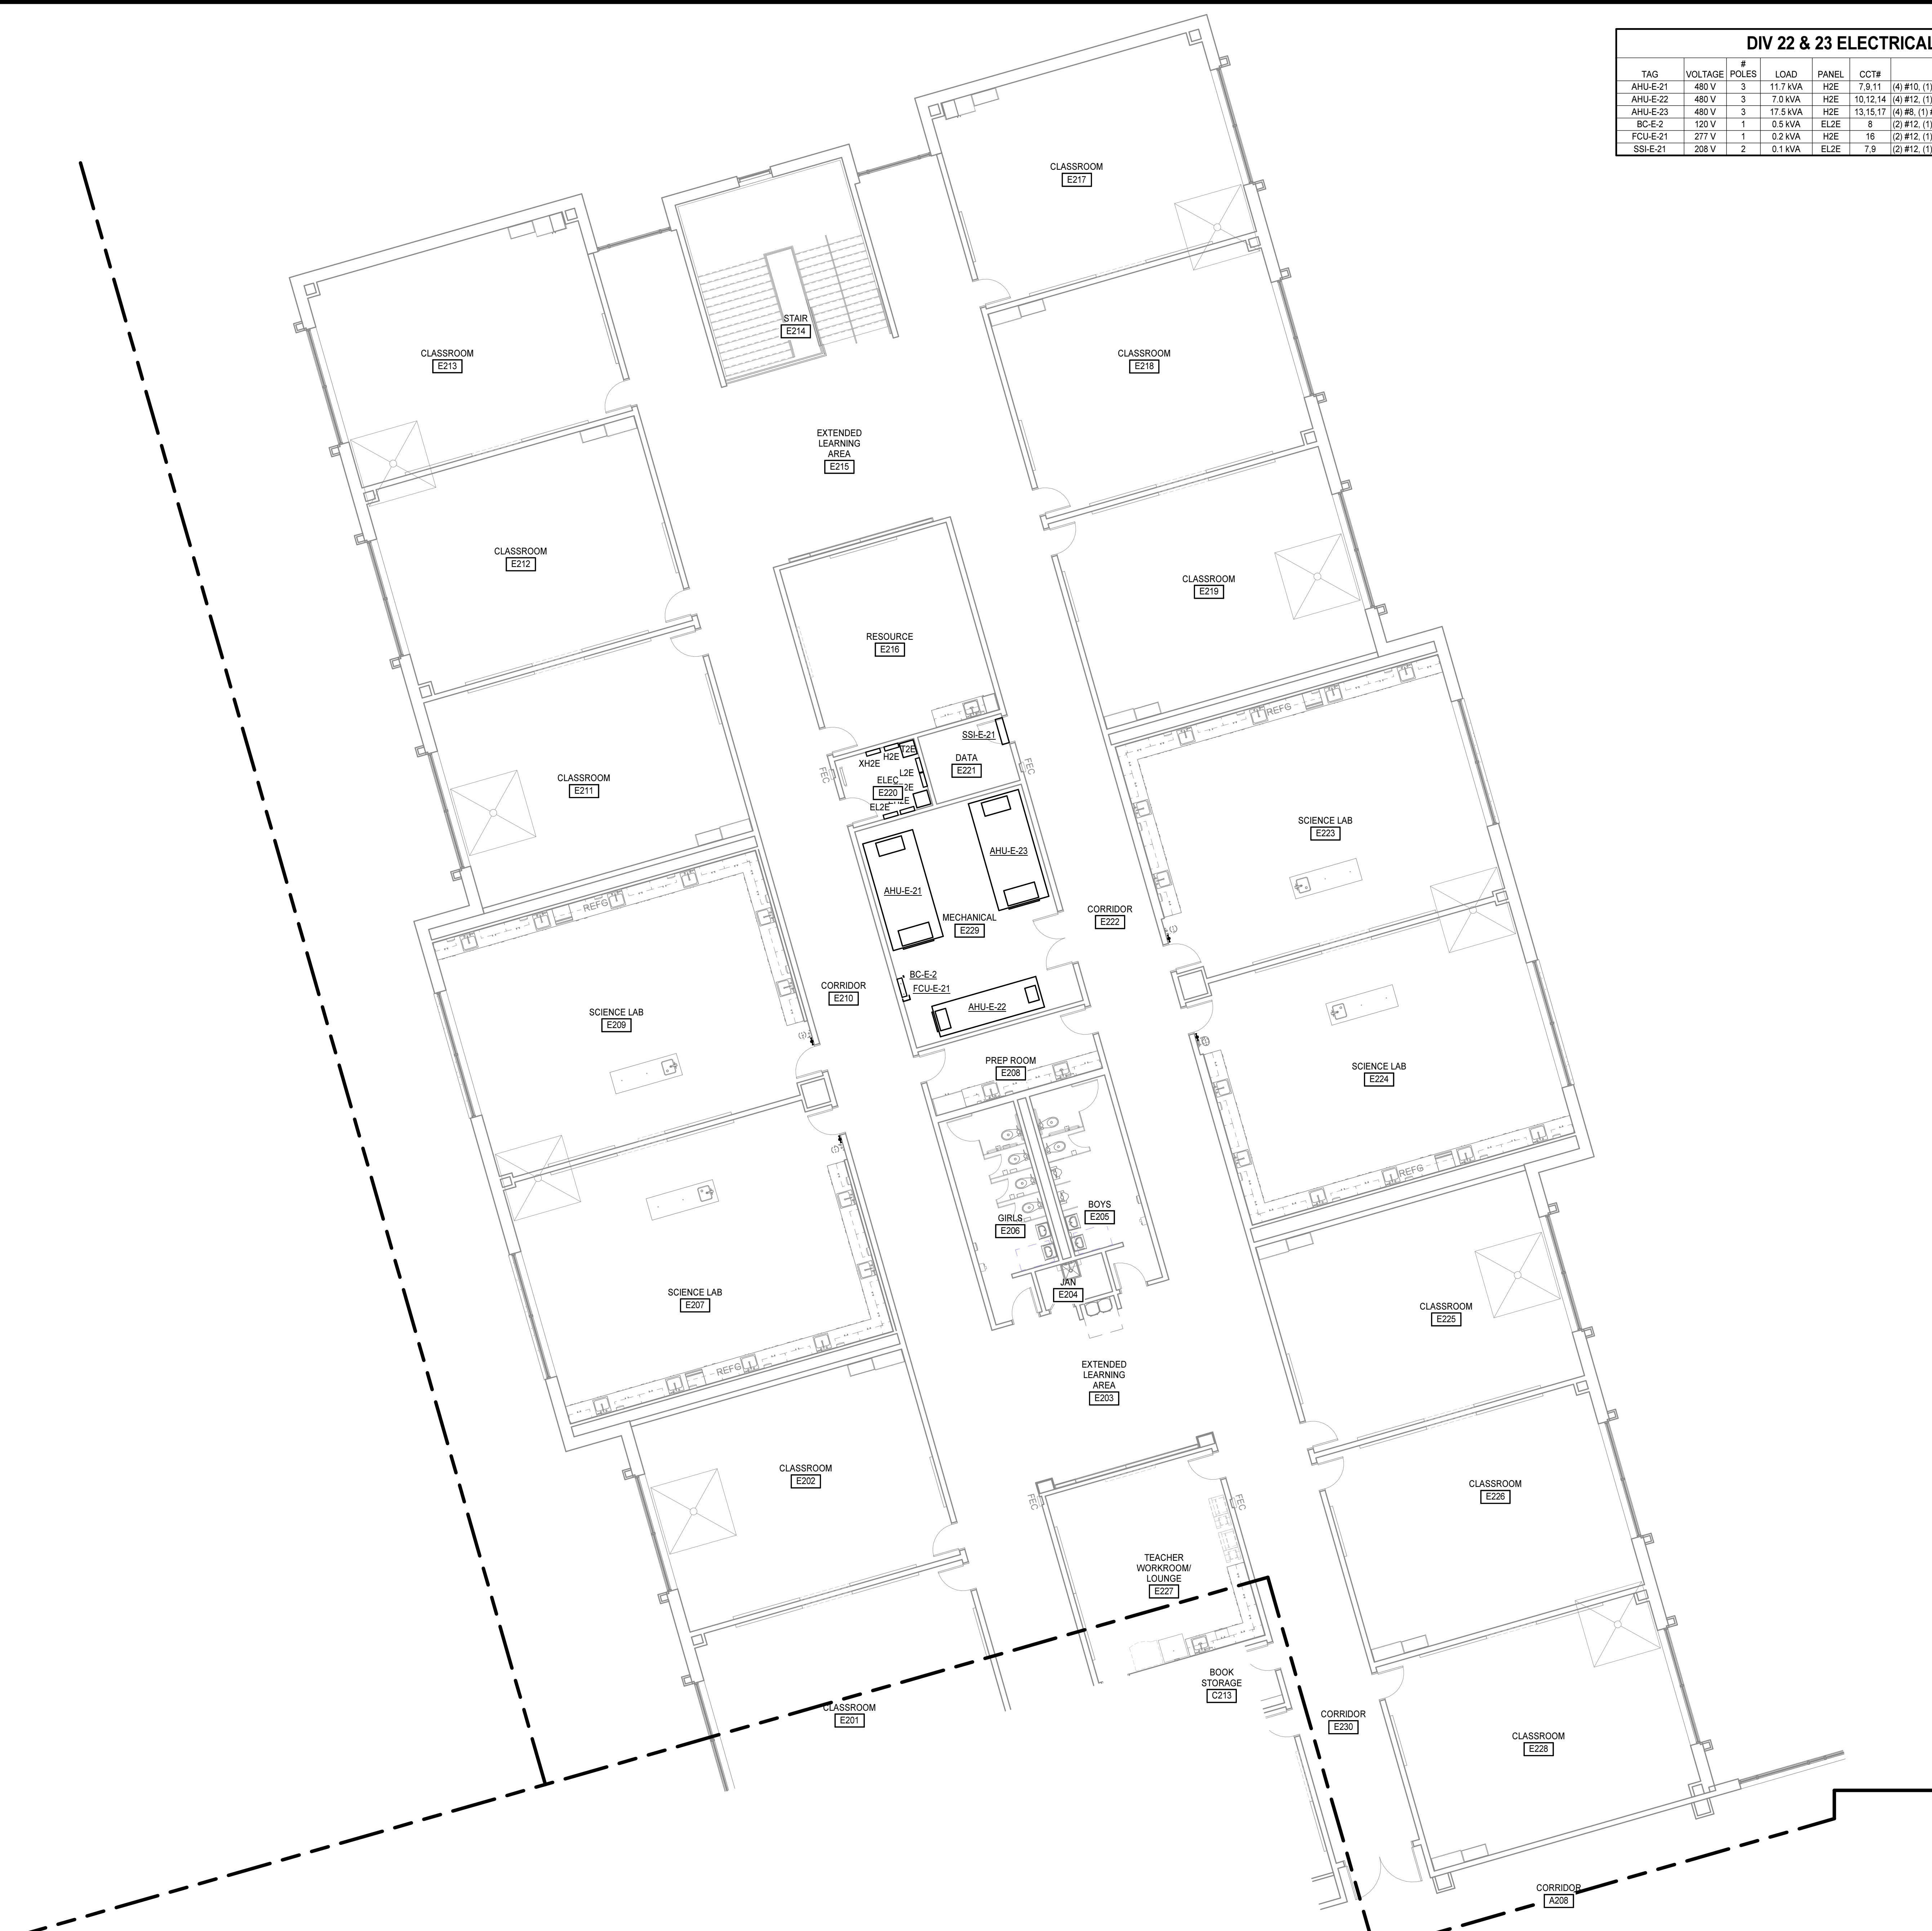 DIV 22 & 23 ELECTRICAL
TAG VOLTAGE # POLES LOAD PANEL CCT#
AHU-E-21 480 V 3 11.7 kVA H2E 7,9,11 (4) #10, (1)
AHU-E-22 480 V 3 7.0 kVA H2E 10,12,14 (4) #12, (1)
AHU-E-23 480 V 3 17.5 kVA H2E 13,15,17 (4) #8, (1) #
BC-E-2 120 V 1 0.5 kVA EL2E 8 (2) #12, (1)
FCU-E-21 277 V 1 0.2 kVA H2E 16 (2) #12, (1)
SSI-E-21 208 V 2 0.1 kVA EL2E 7,9 (2) #12, (1)
CLASSROOM
E217
STAIR
E214
CLASSROOM
E213
CLASSROOM
E218
EXTENDED
LEARNING
AREA
E215
CLASSROOM
E212
CLASSROOM
E219
RESOURCE
E216
SSI-E-21
DATA
E221
XH2E
H2E
T2E
L2E
ELEC
E220
EL2E
FEC
FEC
CLASSROOM
E211
REFG
SCIENCE LAB
E223
AHU-E-23
AHU-E-21
MECHANICAL
E229
CORRIDOR
E222
REFG
BC-E-2
FCU-E-21
AHU-E-22
CORRIDOR
E210
SCIENCE LAB
E209
PREP ROOM
E208
SCIENCE LAB
E224
REFG
GIRLS
E206
BOYS
E205
JAN
E204
SCIENCE LAB
E207
REFG
CLASSROOM
E225
EXTENDED
LEARNING
AREA
E203
CLASSROOM
E202
FEC
FEC
CLASSROOM
E226
TEACHER
WORKROOM/
LOUNGE
E227
BOOK
STORAGE
C213
CLASSROOM
E201
CORRIDOR
E230
CLASSROOM
E228
CORRIDOR
A208